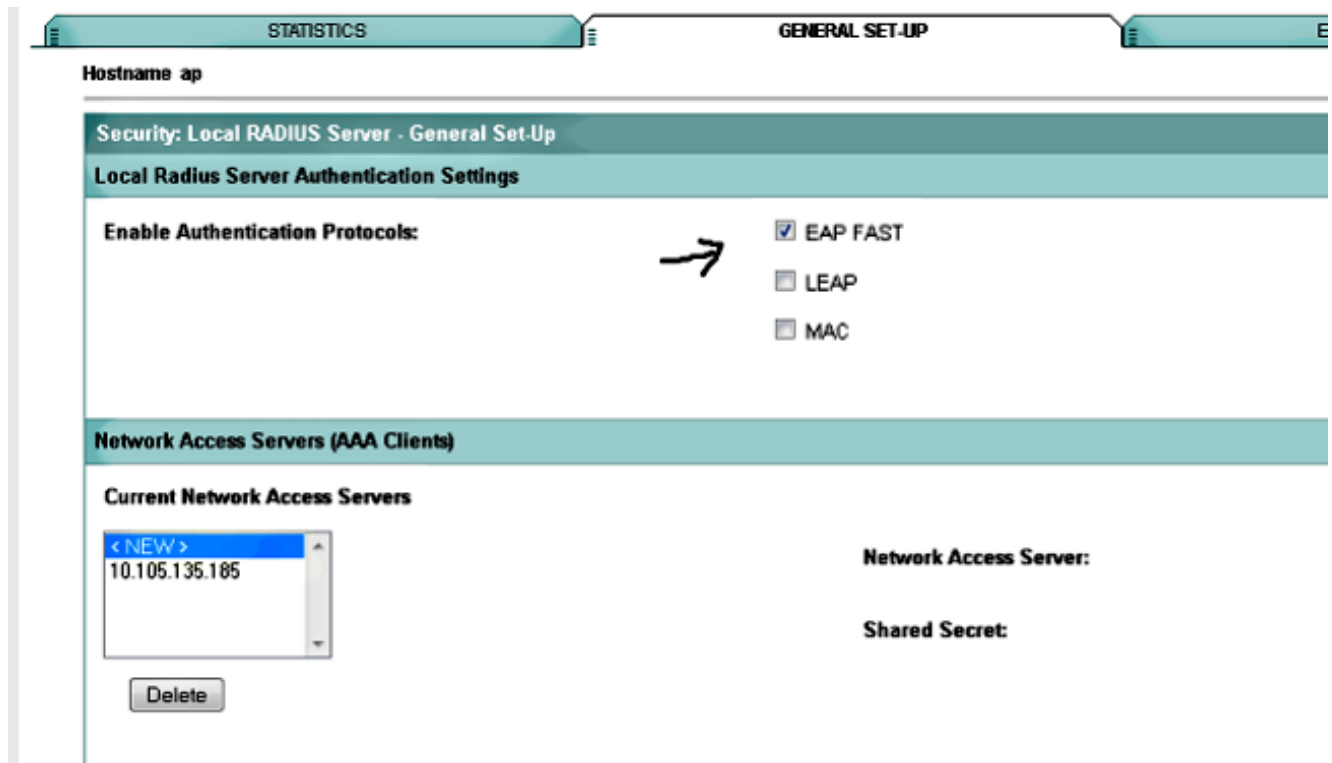 STATISTICS GENERAL SET-UP E
Hostname ap
Security: Local RADIUS Server - General Set-Up
Local Radius Server Authentication Settings
Enable Authentication Protocols: EAP FAST
LEAP
MAC
Network Access Servers (AAA Clients)
Current Network Access Servers
< NEW >
10.105.135.185
Network Access Server:
Shared Secret:
Delete